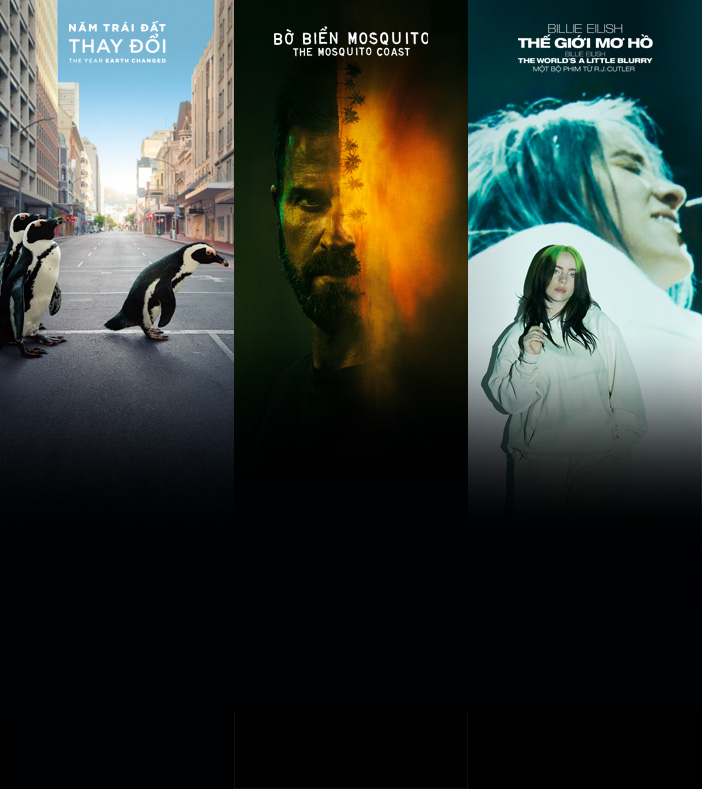 NĂM TRÁI ĐẤT
THAY ĐỔI
THE YEAR EARTH CHANGED
BỜ BIỂN MOSQUITO
THE MOSQUITO COAST
BILLIE EILISH
THẾ GIỚI MƠ HỒ
BILLIE EILISH
THE WORLD'S A LITTLE BLURRY
MỘT BỘ PHIM TỪ R.J. CUTLER